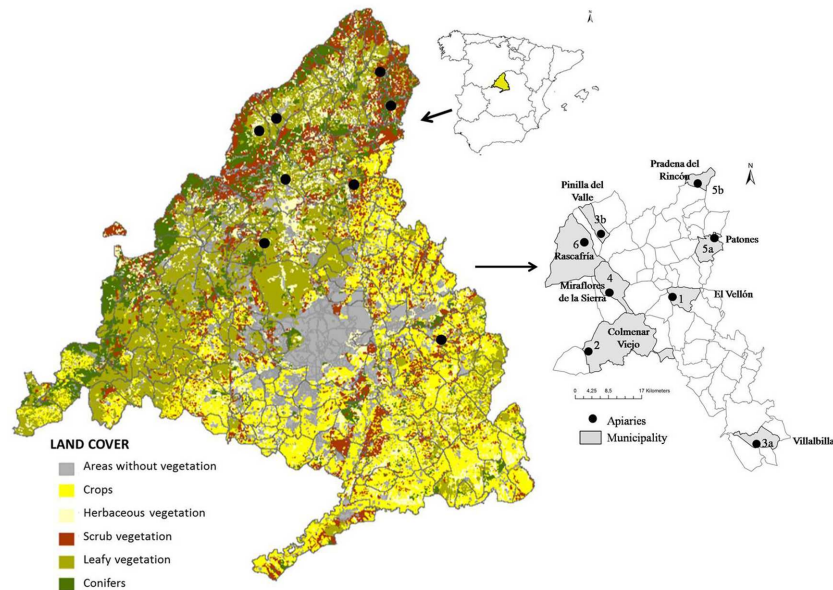 N
LAND COVER
Areas without vegetation
Crops
Herbaceous vegetation
Scrub vegetation
Leafy vegetation
Conifers
Pradena del
Rincón
N
5b
Pinilla del
Valle
3b
6
Rascafría
Patones
5a
4
Miraflores
de la Sierra
1
El Vellón
Colmenar
Viejo
2
0 4.25 8.5 17 Kilometers
Apiaries
Municipality
3a
Villalbilla